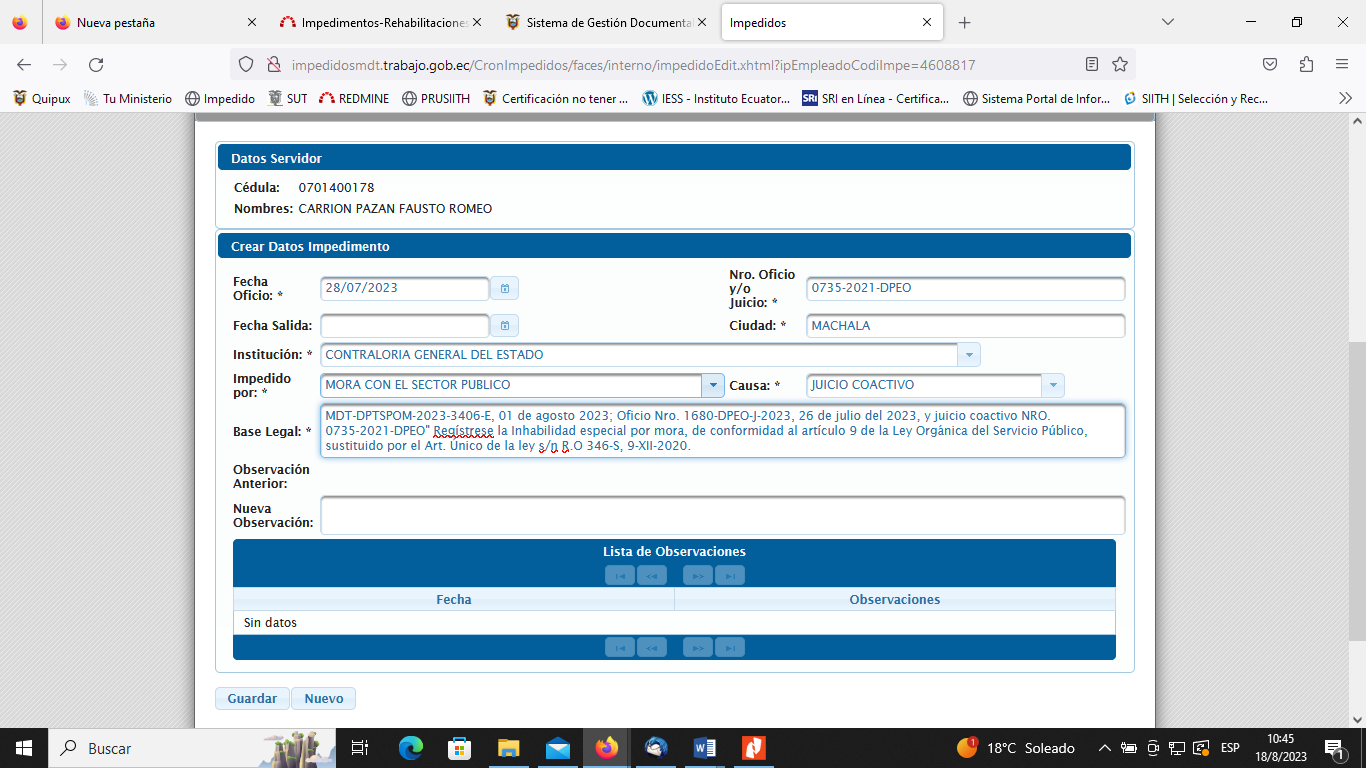 Nueva pestaña
Impedimentos-Rehabilitaciones
Sistema de Gestión Documental
Impedidos
impedidosmdt.trabajo.gob.ec/CronImpedidos/faces/interno/impedidoEdit.xhtml?ipEmpleadoCodiImpe=4608817
Quipux Tu Ministerio Impedido SUT REDMINE PRUSIITH Certificación no tener ... IESS - Instituto Ecuator... SRI en Línea - Certifica... Sistema Portal de Infor... SIITH | Selección y Rec...
Datos Servidor
Cédula: 0701400178
Nombres: CARRION PAZAN FAUSTO ROMEO
Crear Datos Impedimento
Fecha Oficio: * 28/07/2023
Nro. Oficio y/o Juicio: * 0735-2021-DPEO
Fecha Salida:
Ciudad: * MACHALA
Institución: * CONTRALORIA GENERAL DEL ESTADO
Impedido por: * MORA CON EL SECTOR PUBLICO
Causa: * JUICIO COACTIVO
Base Legal: *
MDT-DPTSPOM-2023-3406-E, 01 de agosto 2023; Oficio Nro. 1680-DPEO-J-2023, 26 de julio del 2023, y juicio coactivo NRO.
0735-2021-DPEO" Regístrese la Inhabilidad especial por mora, de conformidad al artículo 9 de la Ley Orgánica del Servicio Público,
sustituido por el Art. Único de la ley s/n R.O 346-S, 9-XII-2020.
Observación Anterior:
Nueva Observación:
Lista de Observaciones
Fecha Observaciones
Sin datos
Guardar Nuevo
Buscar
18°C Soleado
ESP
10:45
18/8/2023
1
1